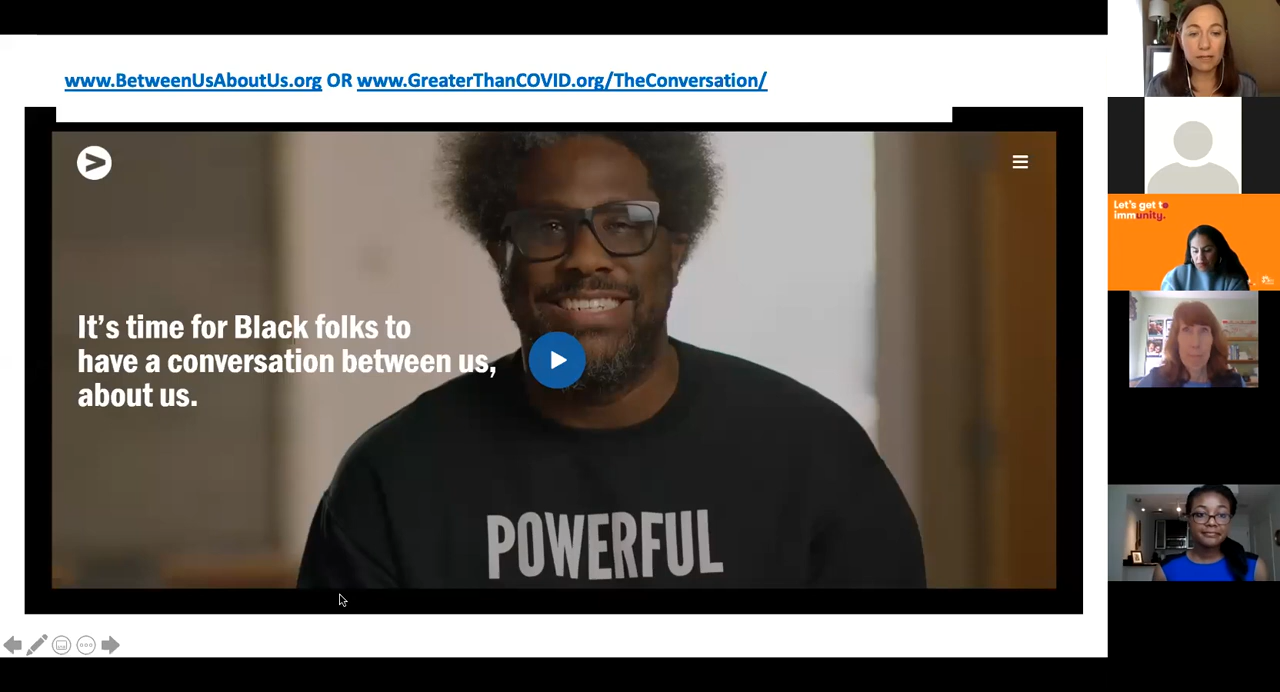 www.BetweenUsAboutUs.org OR www.GreaterThanCOVID.org/TheConversation/
It's time for Black folks to
have a conversation between us,
about us.
POWERFUL
Let's get to
immunity.